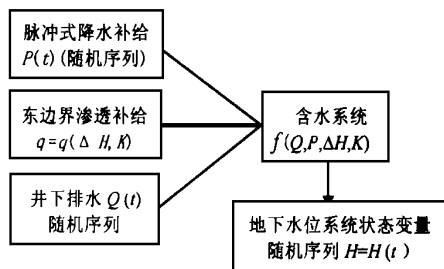 脉冲式降水补给
P(t)(随机序列)
东边界渗透补给
q=q(Δ H,K)
井下排水 Q(t)
随机序列
含水系统
f(Q,P,ΔH,K)
地下水位系统状态变量
随机序列 H=H(t)